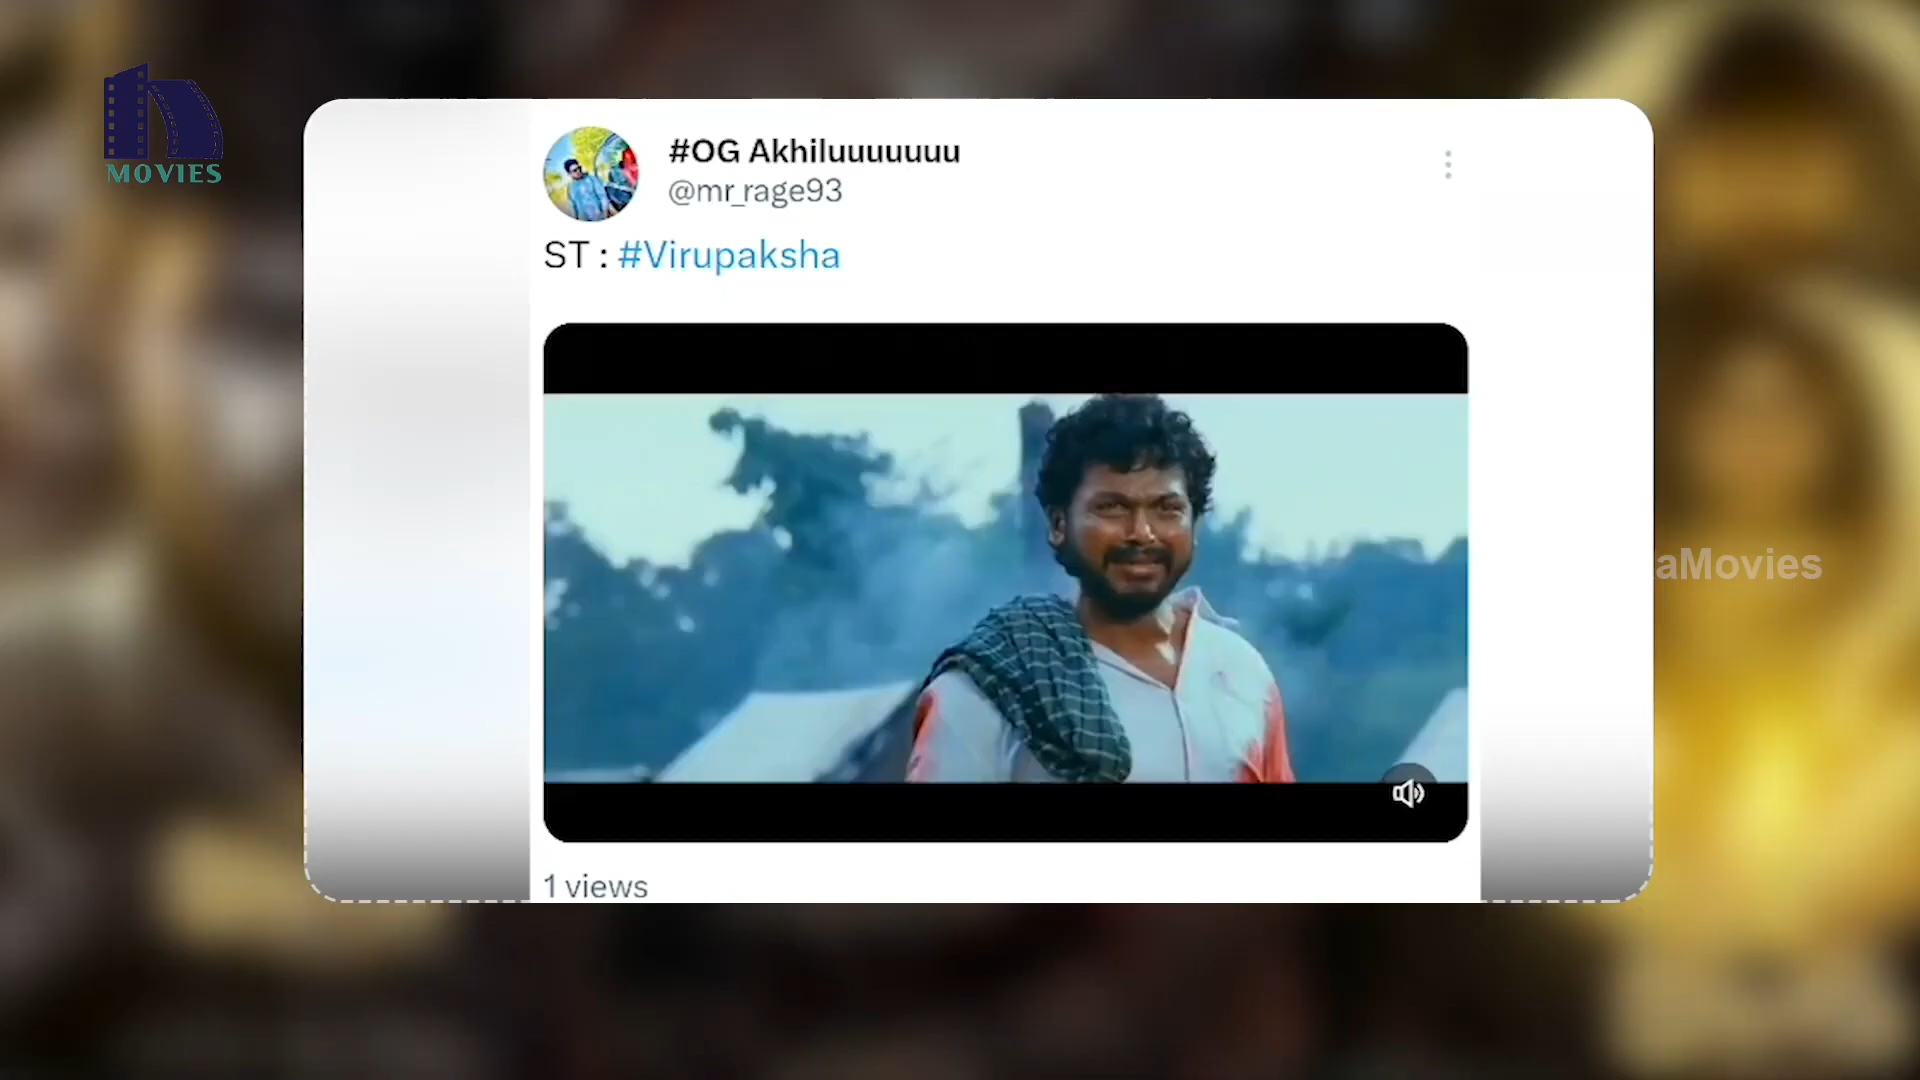 MOVIES
#OG Akhiluuuuuuu
@mr_rage93
ST : #Virupaksha
aMovies
1 views